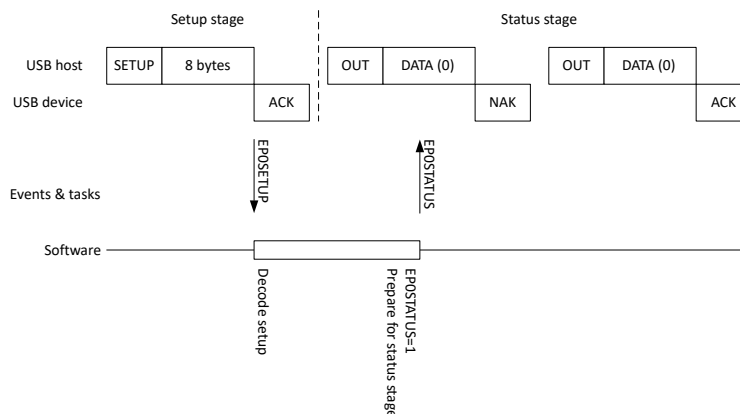 Setup stage
Status stage
USB host
SETUP
8 bytes
OUT
DATA (0)
OUT
DATA (0)
USB device
ACK
NAK
ACK
EP0SETUP
EP0STATUS
Events & tasks
Software
Decode setup
EP0STATUS=1
Prepare for status stage